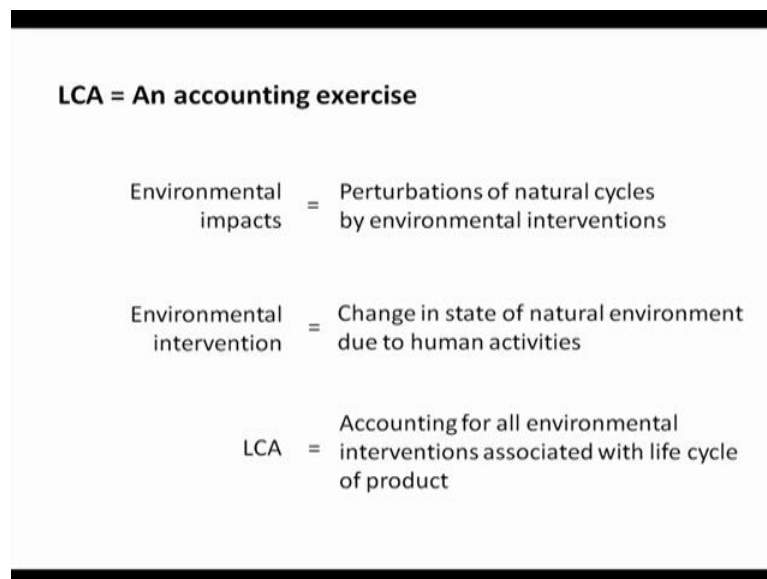 LCA = An accounting exercise
Environmental impacts = Perturbations of natural cycles by environmental interventions
Environmental intervention = Change in state of natural environment due to human activities
LCA = Accounting for all environmental interventions associated with life cycle of product